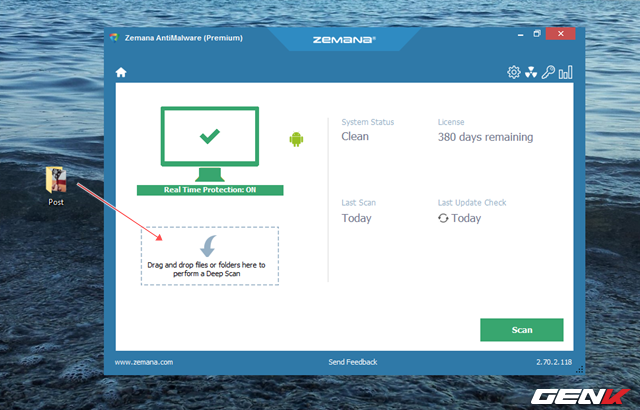 Zemana AntiMalware (Premium)
ZEMANA®
System Status
Clean
License
380 days remaining
Real Time Protection: ON
Post
Last Scan
Today
Last Update Check
Today
Drag and drop files or folders here to
perform a Deep Scan
Scan
www.zemana.com
Send Feedback
2.70.2.118
GENK